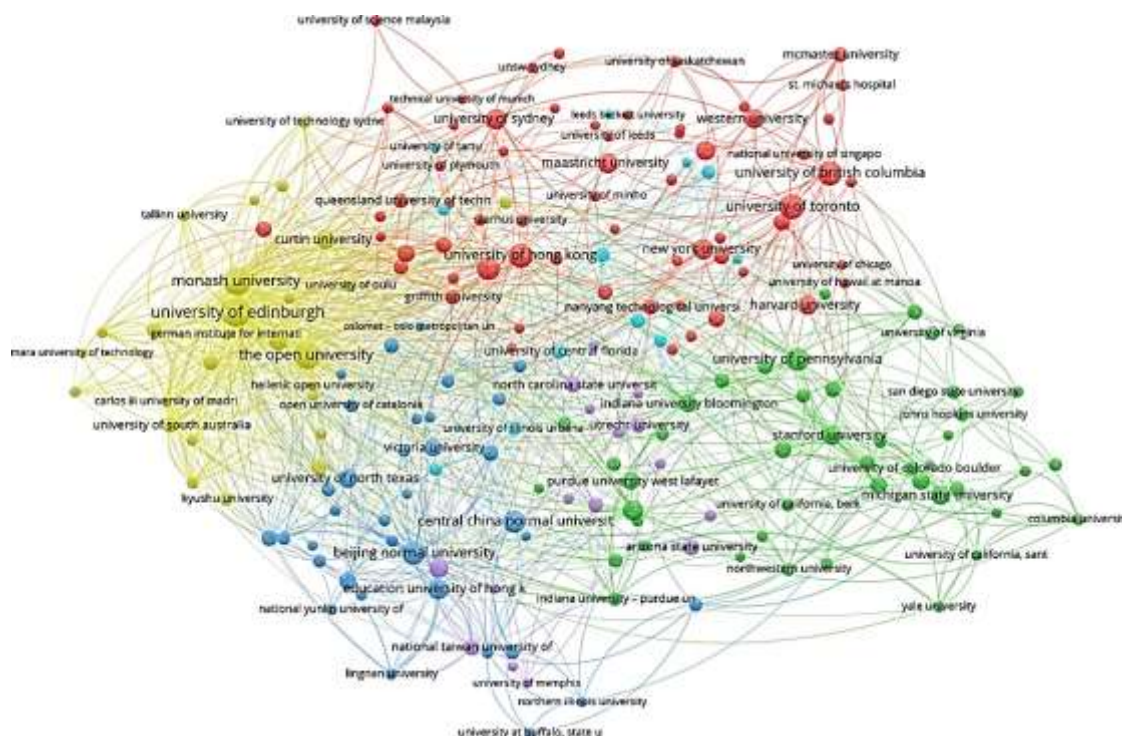 university of science malaysia
mcmaster university
university of saskatchewan
unsw sydney
st. michael's hospital
technical university of munich
leeds beckett university
university of sydney
western university
university of technology sydne
university of leeds
university of tartu
national university of singapo
maastricht university
university of plymouth
university of british columbia
university of minho
queensland university of techn
university of toronto
tallinn university
aarhus university
curtin university
new york university
university of hong kong
university of chicago
monash university
university of oulu
university of hawaii at manoa
griffith university
nanyang technological universi
harvard university
university of edinburgh
oslomet – oslo metropolitan un
german institute for internati
university of virginia
mara university of technology
the open university
university of central florida
university of pennsylvania
hellenic open university
north carolina state universit
san diego state university
carlos iii university of madri
open university of catalonia
indiana university bloomington
johns hopkins university
university of south australia
university of illinois urbana
utrecht university
stanford university
victoria university
university of colorado boulder
university of north texas
purdue university west lafayet
kyushu university
michigan state university
university of california, berk
central china normal universit
columbia universit
beijing normal university
arizona state university
university of california, sant
northwestern university
education university of hong k
indiana university – purdue un
national yunlin university of
yale university
national taiwan university of
lingnan university
university of memphis
northern illinois university
university at buffalo, state u